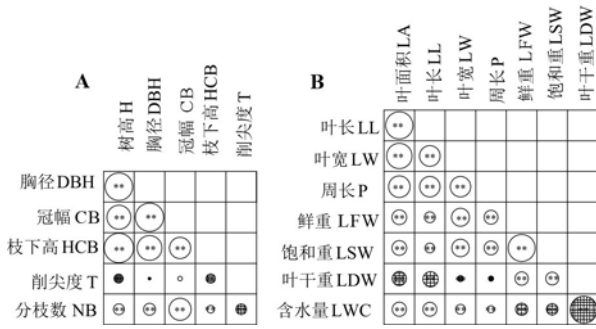 A
树高 H
胸径 DBH
冠幅 CB
枝下高 HCB
削尖度 T
胸径 DBH
**
冠幅 CB
** **
枝下高 HCB
** ** **
削尖度 T
分枝数 NB
** ** ** **
B
叶面积 LA
叶长 LL
叶宽 LW
周长 P
鲜重 LFW
饱和重 LSW
叶干重 LDW
叶长 LL
**
叶宽 LW
** **
周长 P
** ** **
鲜重 LFW
** ** ** **
饱和重 LSW
** ** ** ** **
叶干重 LDW
** **
含水量 LWC
** ** ** **